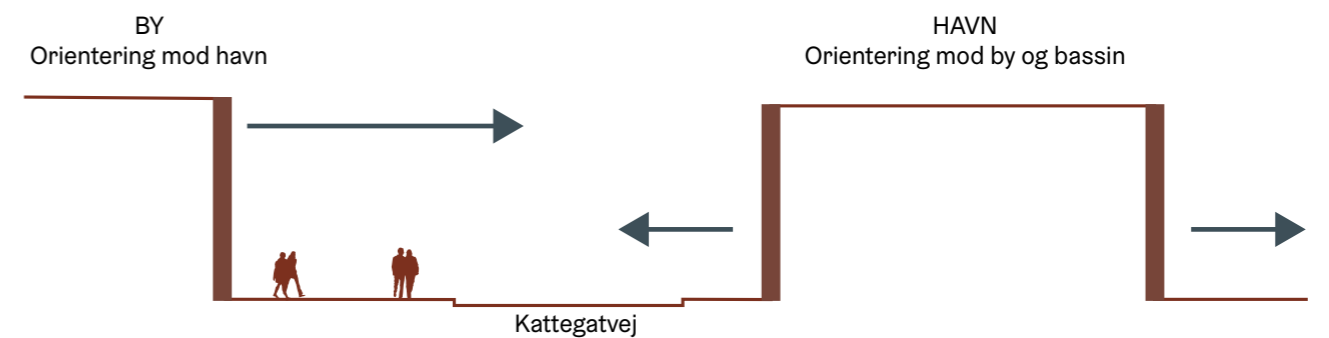 BY
Orientering mod havn
HAVN
Orientering mod by og bassin
Kattegatvej